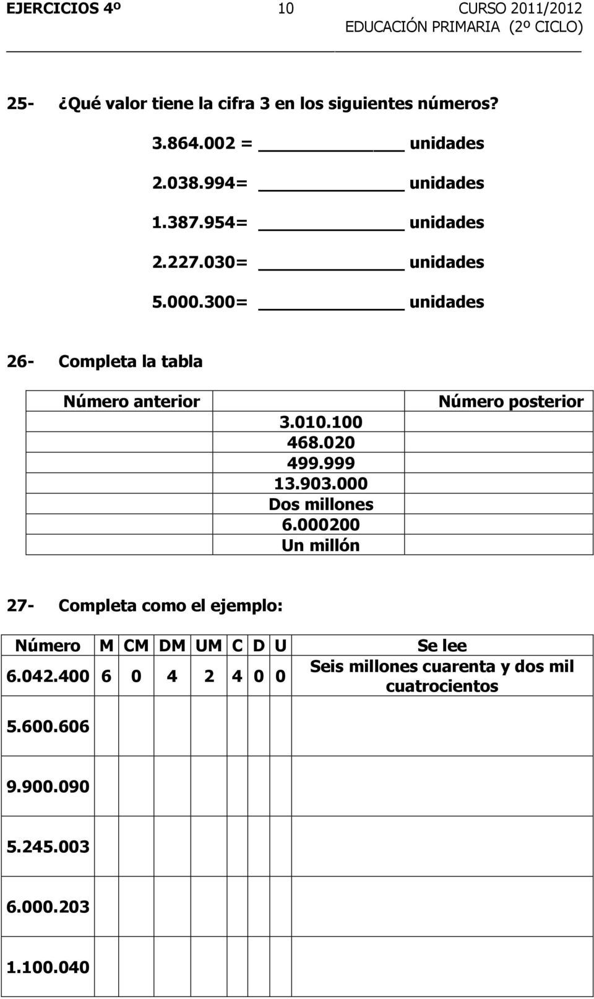 EJERCICIOS 4º 10 CURSO 2011/2012
EDUCACIÓN PRIMARIA (2º CICLO)
25- ¿Qué valor tiene la cifra 3 en los siguientes números?
3.864.002 = ________________ unidades
2.038.994= ________________ unidades
1.387.954= ________________ unidades
2.227.030= ________________ unidades
5.000.300= ________________ unidades
26- Completa la tabla
Número anterior Número posterior
3.010.100
468.020
499.999
13.903.000
Dos millones
6.000200
Un millón
27- Completa como el ejemplo:
Número M CM DM UM C D U Se lee
6.042.400 6 0 4 2 4 0 0 Seis millones cuarenta y dos mil
cuatrocientos
5.600.606
9.900.090
5.245.003
6.000.203
1.100.040